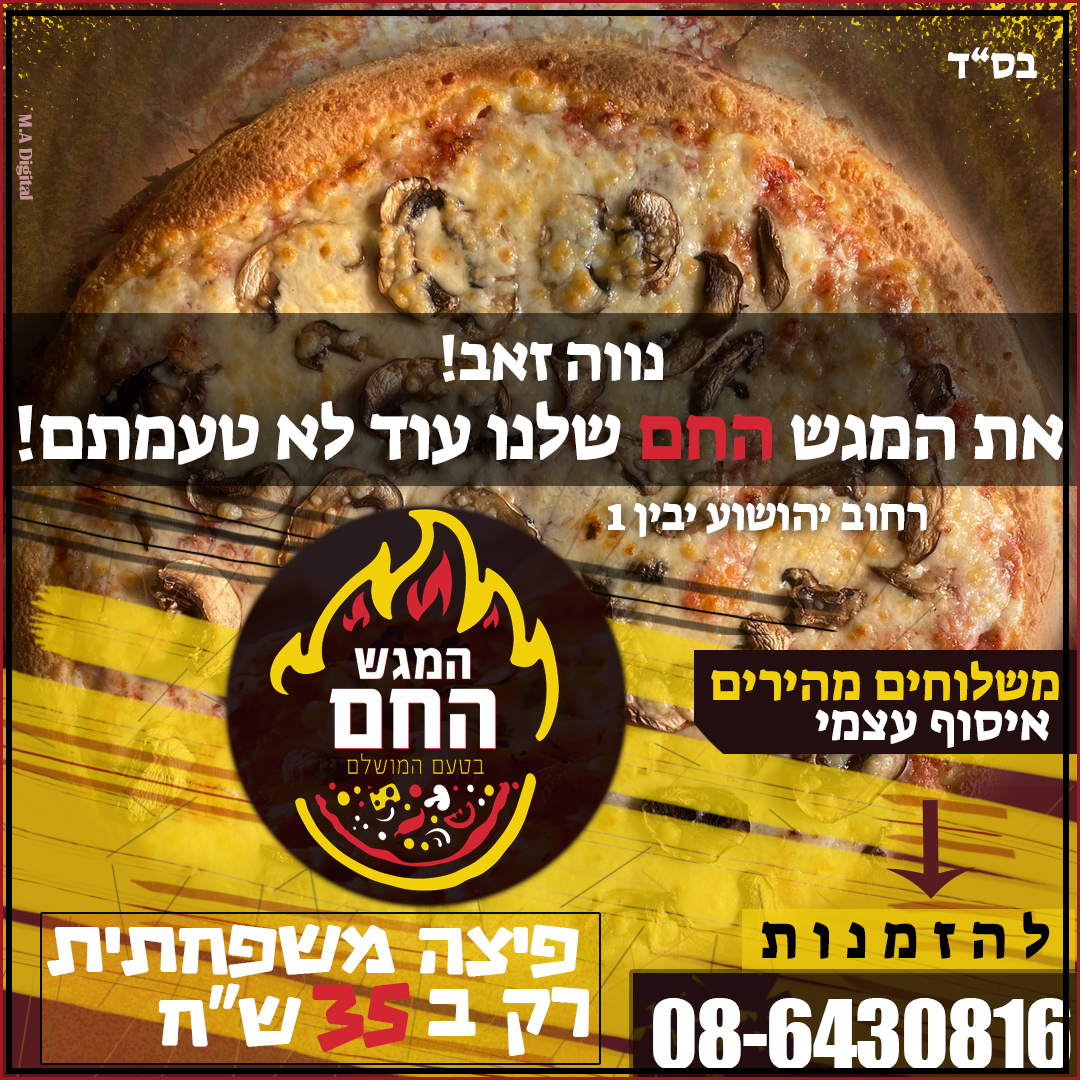 בס"ד
M.A Digital
נווה זאב!
את המגש החם שלנו עוד לא טעמתם!
רחוב יהושוע יבין 1
המגש
החם
בטעם המושלם
משלוחים מהירים
איסוף עצמי
פיצה משפחתית
רק ב 35 ש"ח
להזמנות
08-6430816